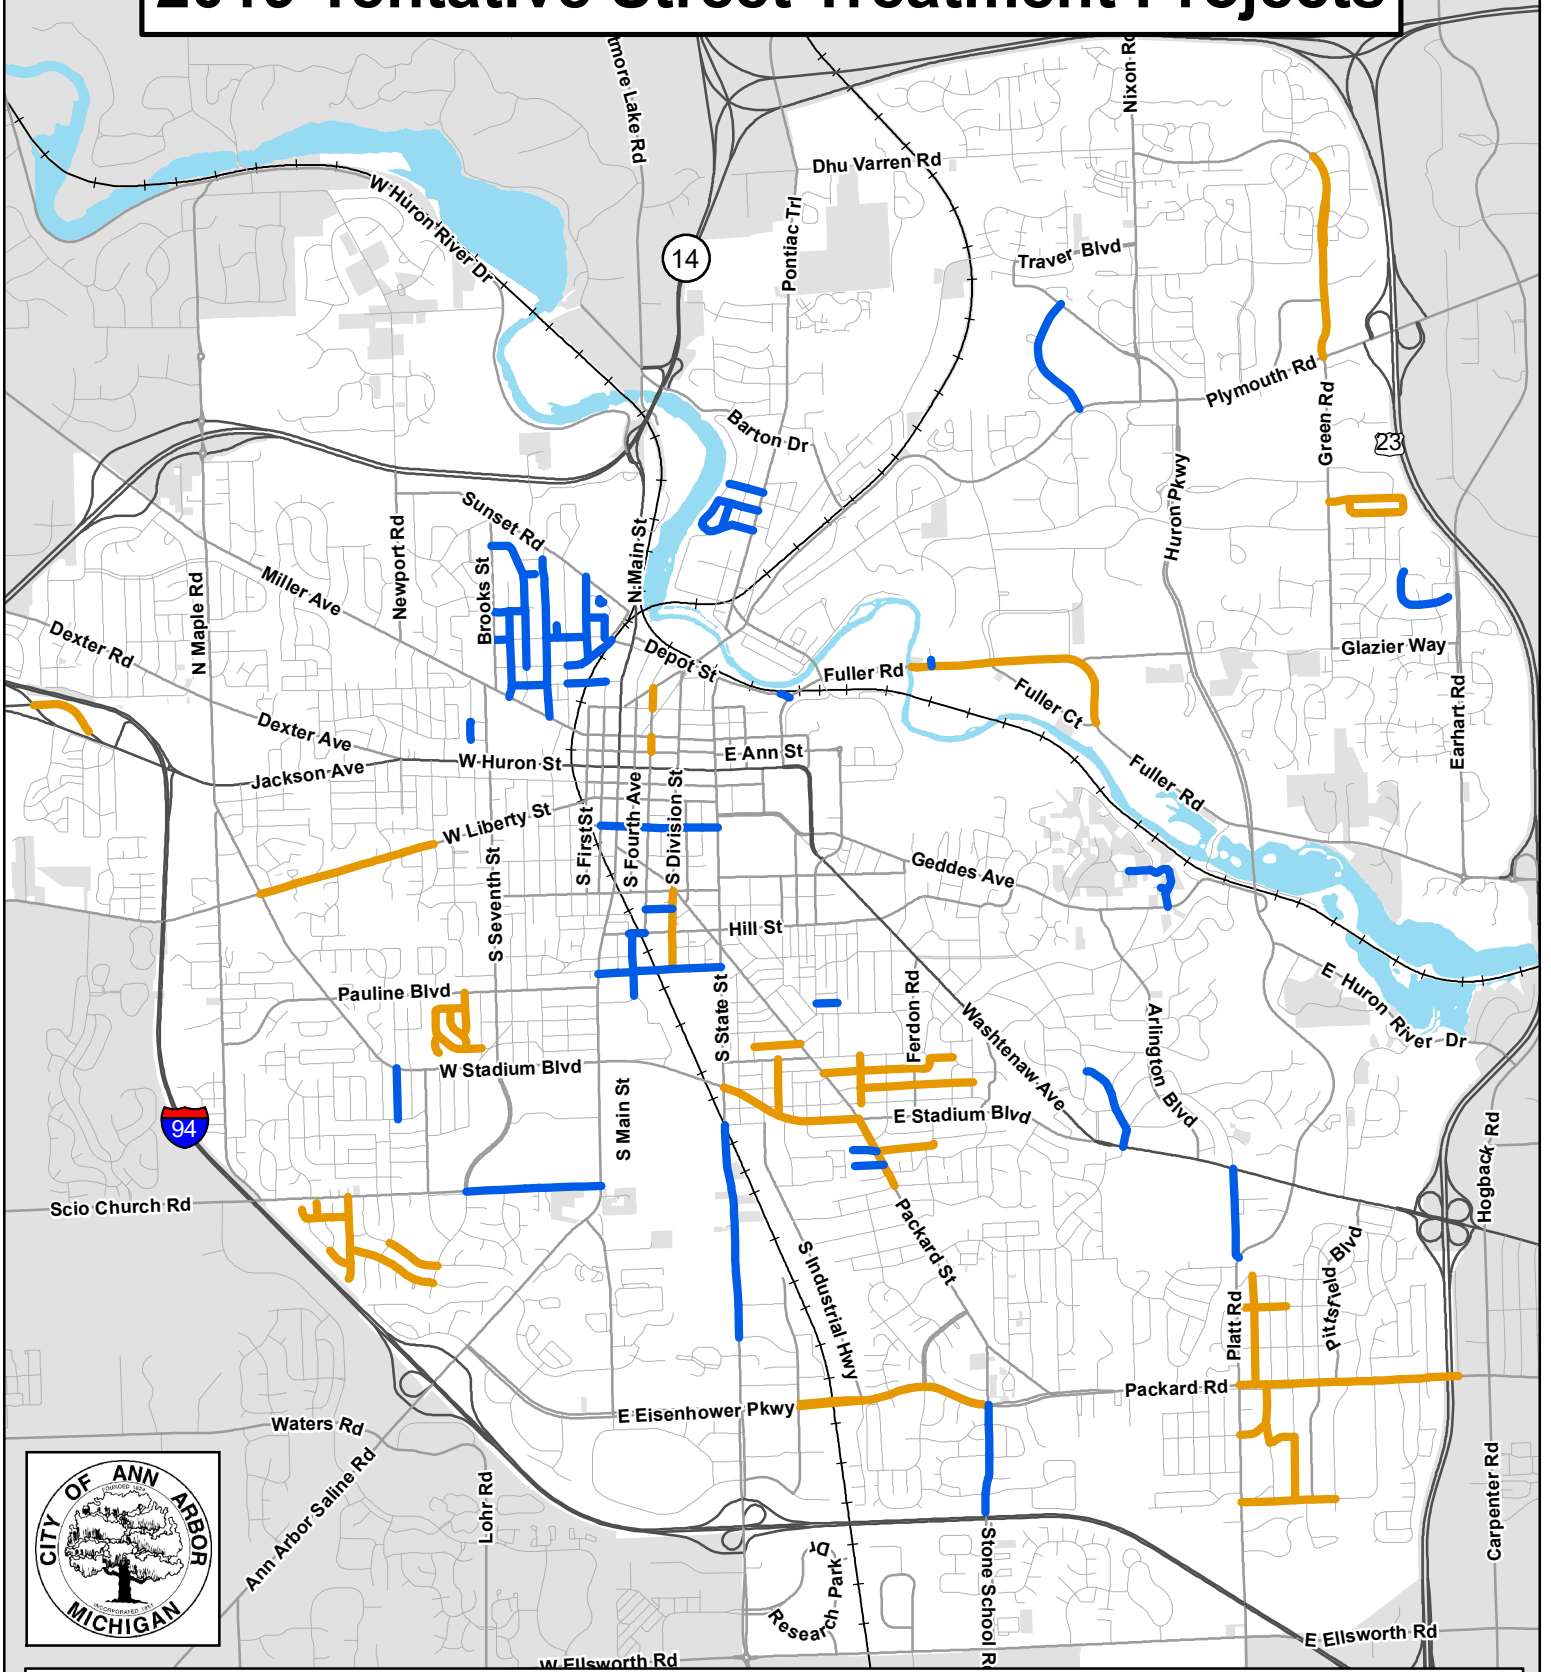 Tentative Street Treatment Projects
tmore Lake Rd
Nixon Rd
Dhu Varren Rd
W Huron River Dr
Pontiac Trl
14
Traver Blvd
Plymouth Rd
Green Rd
23
Barton Dr
Huron Pkwy
Sunset Rd
N Main St
Newport Rd
Brooks St
Miller Ave
N Maple Rd
Dexter Rd
Depot St
Fuller Rd
Glazier Way
Fuller Ct
Earhart Rd
Dexter Ave
W Huron St
E Ann St
Jackson Ave
Fuller Rd
W Liberty St
S First St
S Fourth Ave
S Division St
Geddes Ave
S Seventh St
Hill St
Pauline Blvd
S State St
Ferdon Rd
Washtenaw Ave
Arlington Blvd
E Huron River Dr
W Stadium Blvd
S Main St
E Stadium Blvd
94
Hogback Rd
Scio Church Rd
Packard St
S Industrial Hwy
Platt Rd
Pittsfield Blvd
Packard Rd
E Eisenhower Pkwy
Waters Rd
Ann Arbor Saline Rd
Lohr Rd
Carpenter Rd
CITY OF ANN ARBOR
FOUNDED 1824
INCORPORATED 1851
MICHIGAN
Research Park Dr
Stone School R
E Ellsworth Rd
W Ellsworth Rd